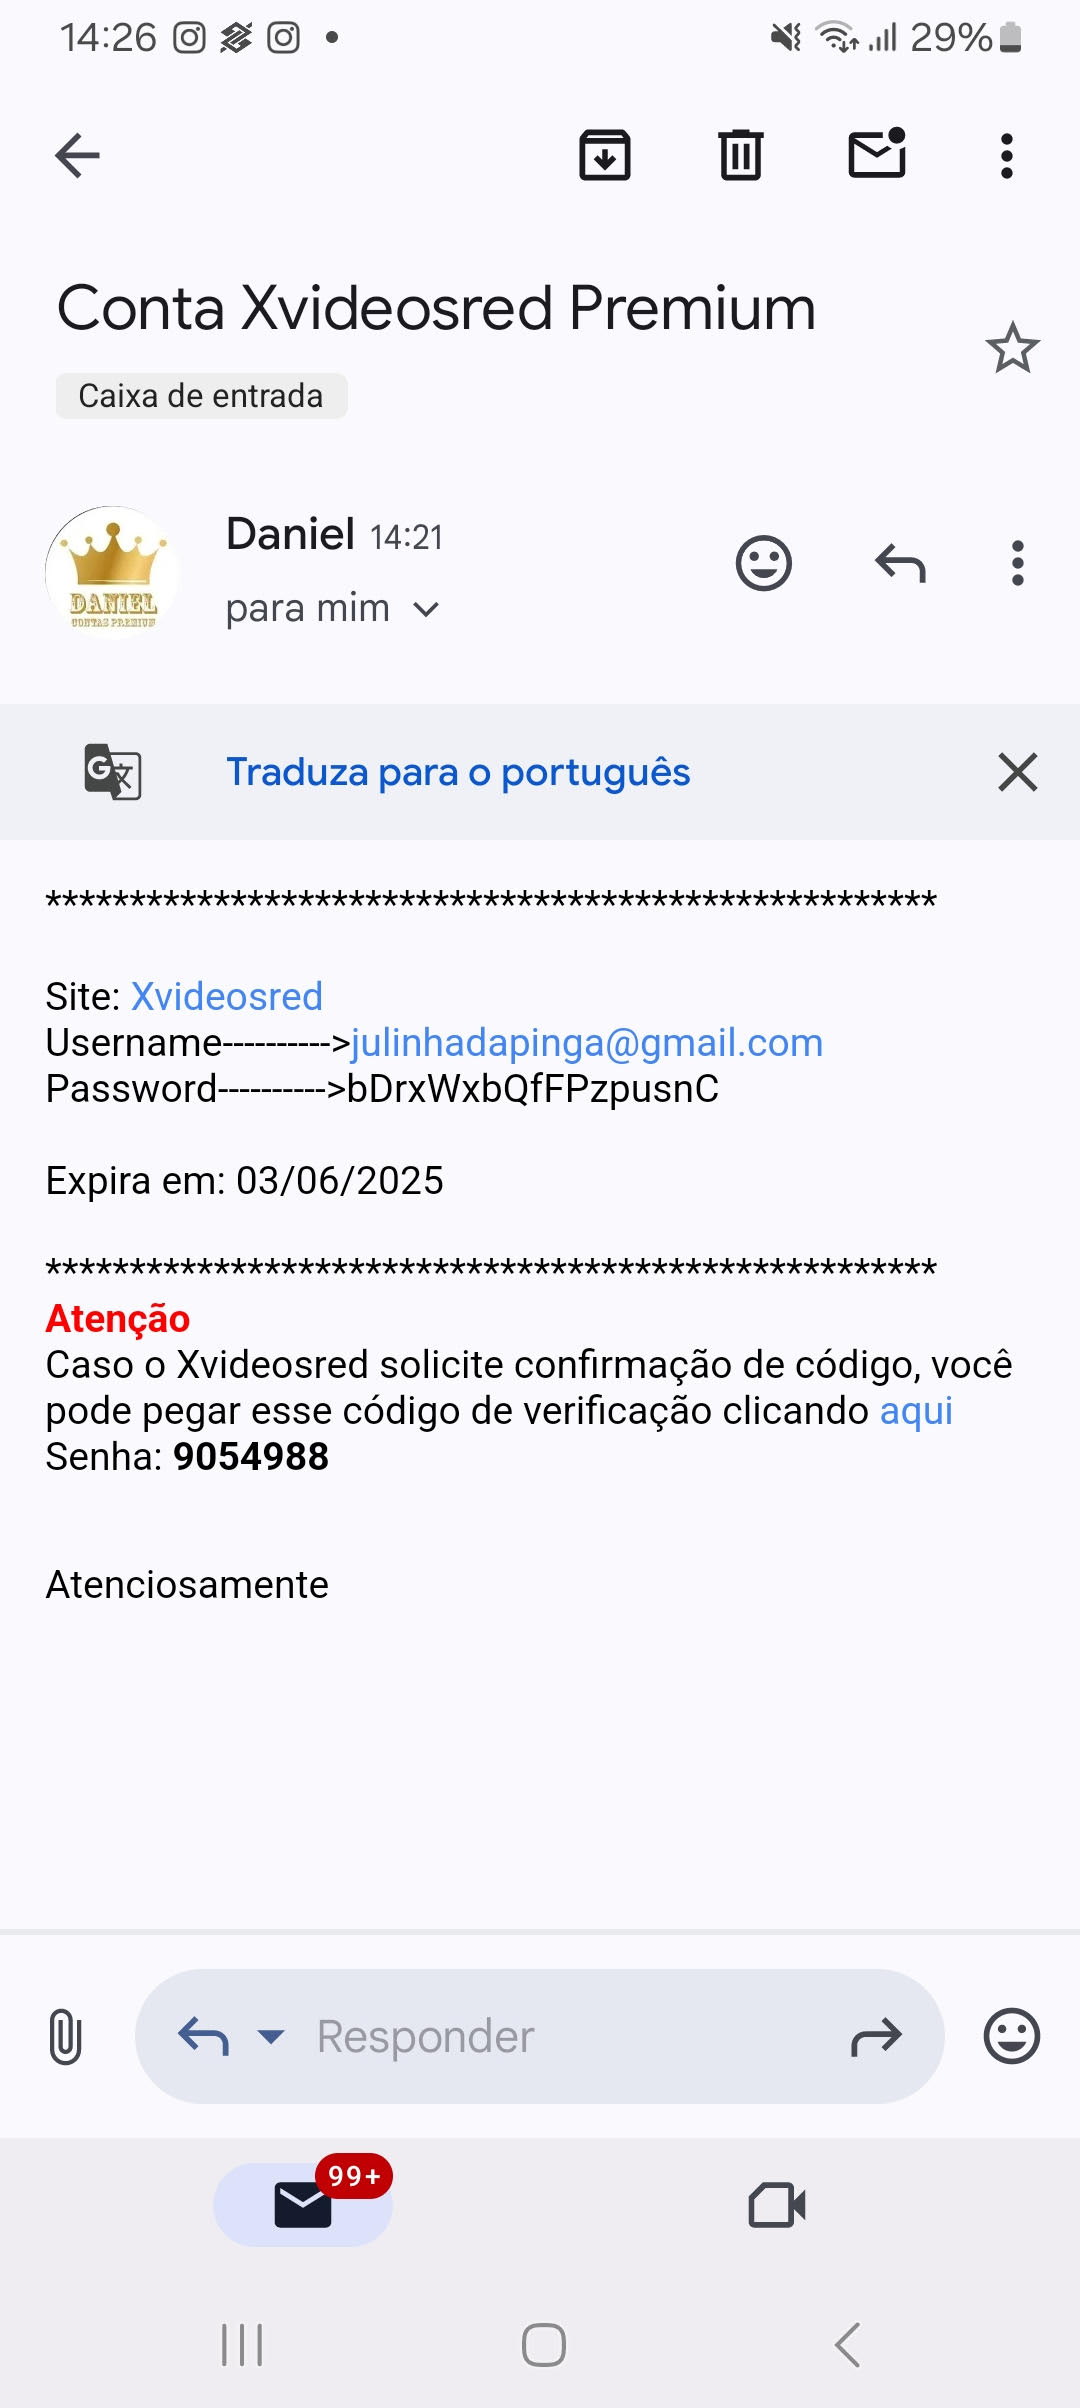 14:26
29%
Conta Xvideosred Premium
Caixa de entrada
DANIEL
CONTAS PREMIUM
Daniel 14:21
para mim
Traduza para o português
*****************************************************
Site: Xvideosred
Username---------->julinhadapinga@gmail.com
Password---------->bDrxWxbQfFPzpusnC
Expira em: 03/06/2025
*****************************************************
Atenção
Caso o Xvideosred solicite confirmação de código, você
pode pegar esse código de verificação clicando aqui
Senha: 9054988
Atenciosamente
Responder
99+